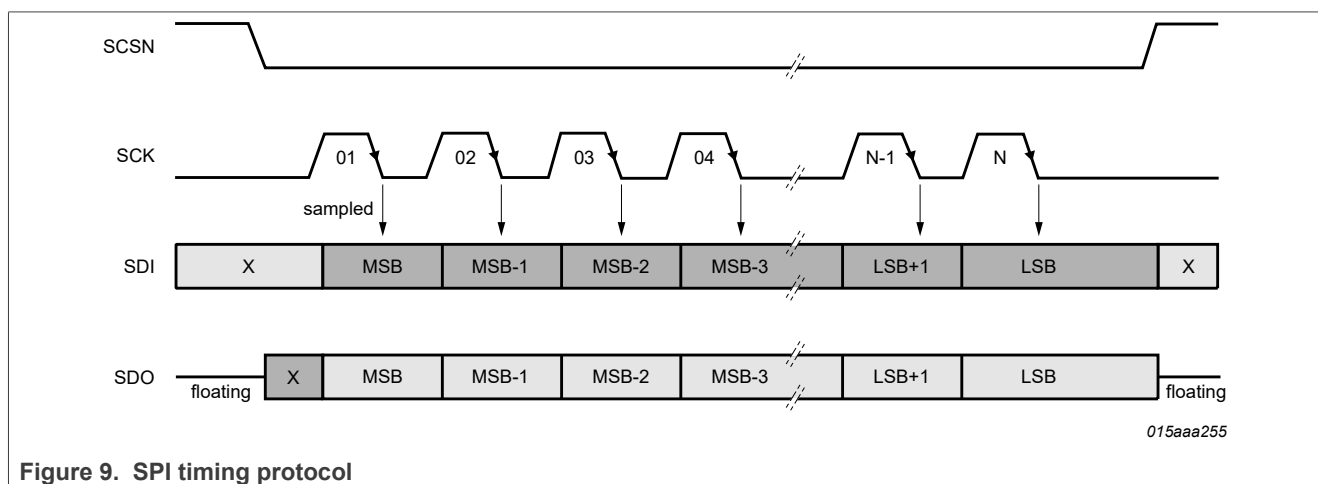 SCSN
SCK 01 02 03 04 N-1 N
sampled
SDI X MSB MSB-1 MSB-2 MSB-3 LSB+1 LSB X
SDO X MSB MSB-1 MSB-2 MSB-3 LSB+1 LSB
floating floating
015aaa255
Figure 9. SPI timing protocol